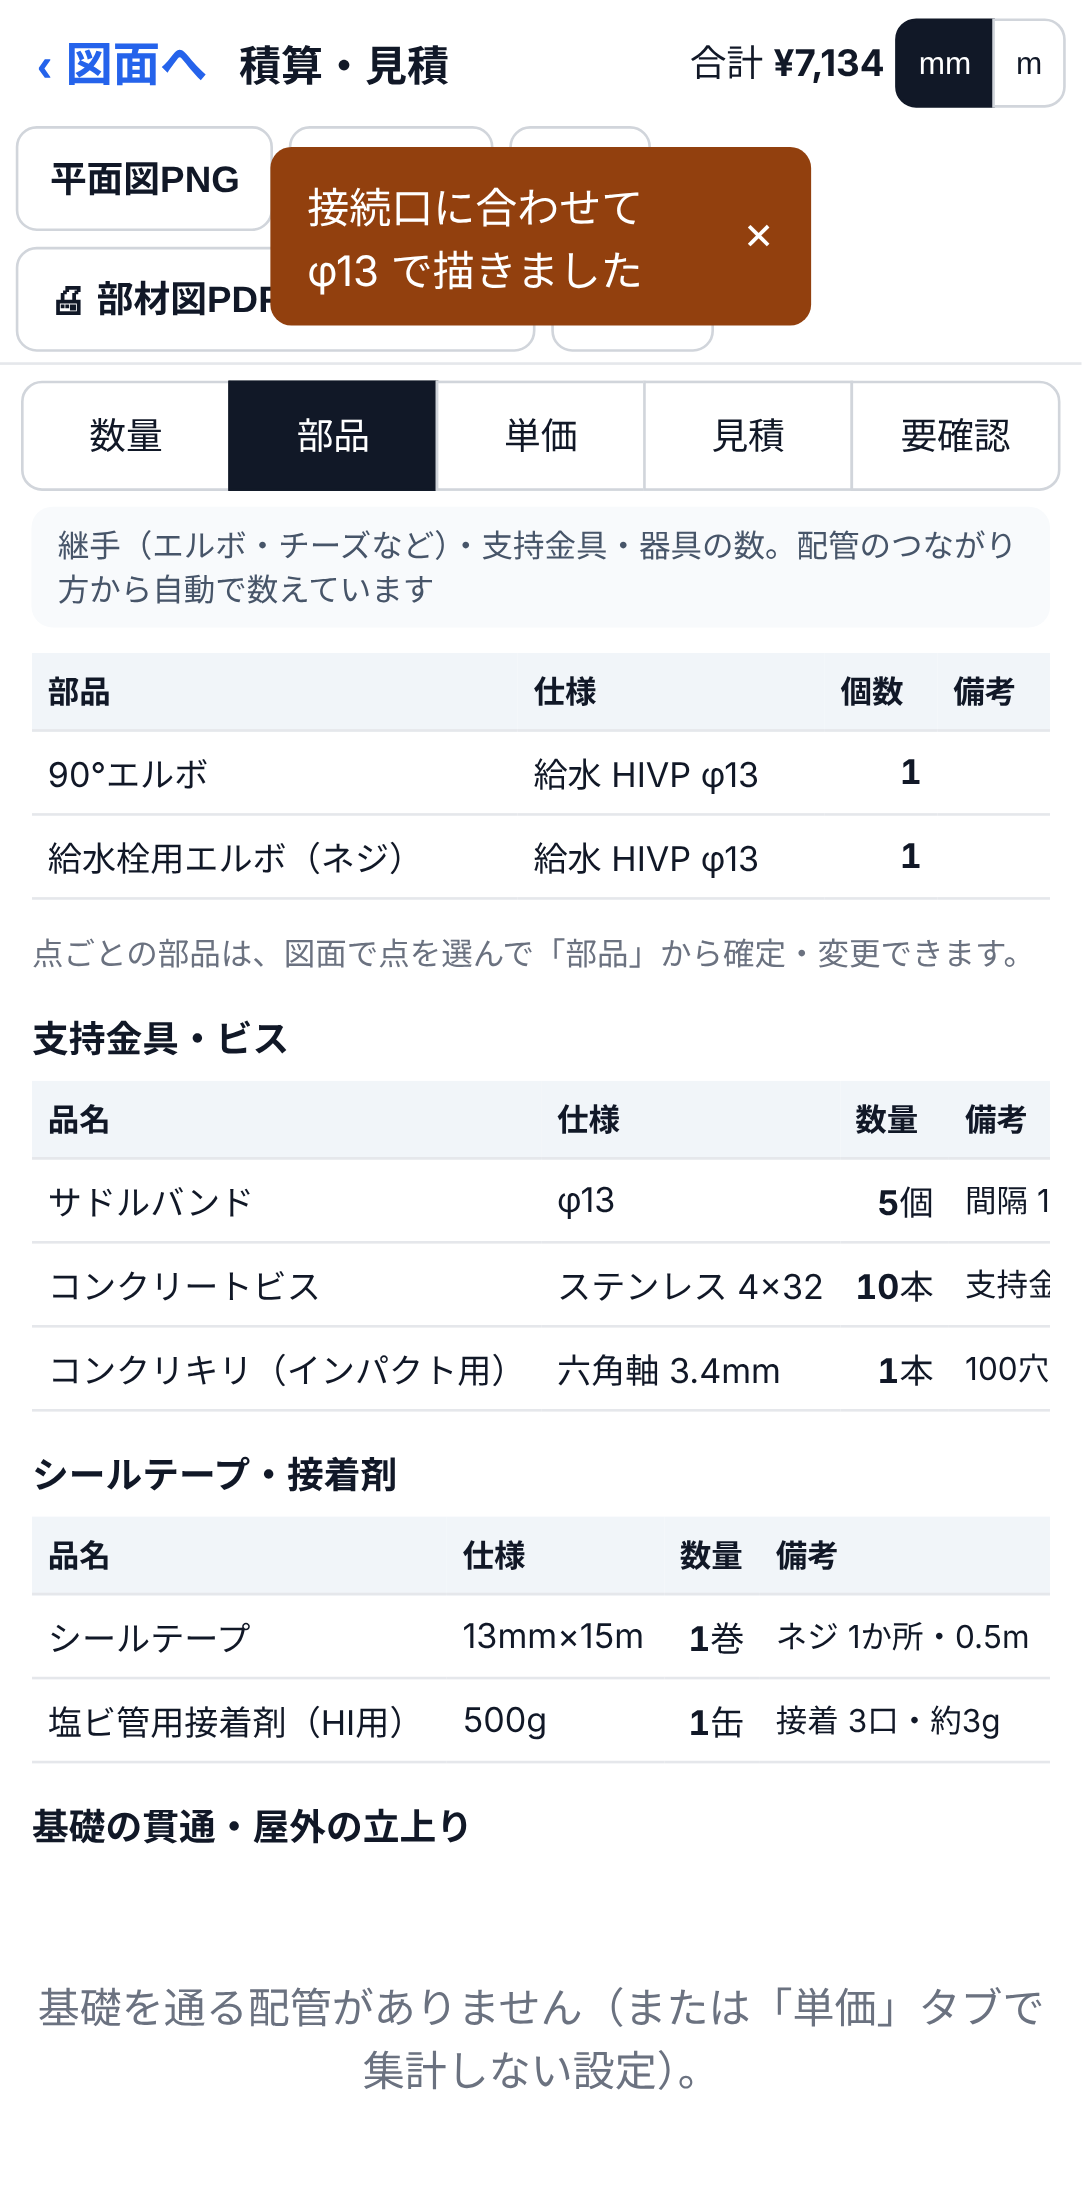 ‹ 図面へ 積算・見積 合計 ¥7,134 mm m
平面図PNG
接続口に合わせて
φ13 で描きました
×
部材図PDF
数量 部品 単価 見積 要確認
継手（エルボ・チーズなど）・支持金具・器具の数。配管のつながり
方から自動で数えています
部品 仕様 個数 備考
90°エルボ 給水 HIVP φ13 1
給水栓用エルボ（ネジ） 給水 HIVP φ13 1
点ごとの部品は、図面で点を選んで「部品」から確定・変更できます。
支持金具・ビス
品名 仕様 数量 備考
サドルバンド φ13 5個 間隔 1
コンクリートビス ステンレス 4×32 10本 支持金
コンクリキリ（インパクト用） 六角軸 3.4mm 1本 100穴
シールテープ・接着剤
品名 仕様 数量 備考
シールテープ 13mm×15m 1巻 ネジ 1か所・0.5m
塩ビ管用接着剤（HI用） 500g 1缶 接着 3口・約3g
基礎の貫通・屋外の立上り
基礎を通る配管がありません（または「単価」タブで
集計しない設定）。